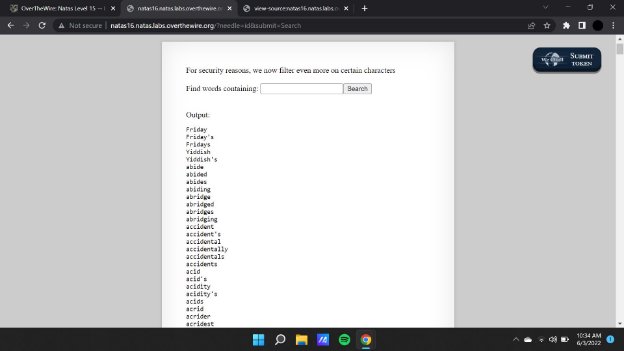 OverTheWire: Natas Level 15
natas16.natas.labs.overthewire.o
view-source:natas16.natas.labs.o
Not secure
natas16.natas.labs.overthewire.org/?needle=id&submit=Search
SUBMIT
TOKEN
For security reasons, we now filter even more on certain characters
Find words containing:
Search
Output:
Friday
Friday's
Fridays
Yiddish
Yiddish's
abide
abided
abides
abiding
abridge
abridged
abridges
abridging
accident
accident's
accidental
accidentally
accidentals
accidents
acid
acid's
acidity
acidity's
acids
acrid
acrider
acridest
10:34 AM
6/3/2022